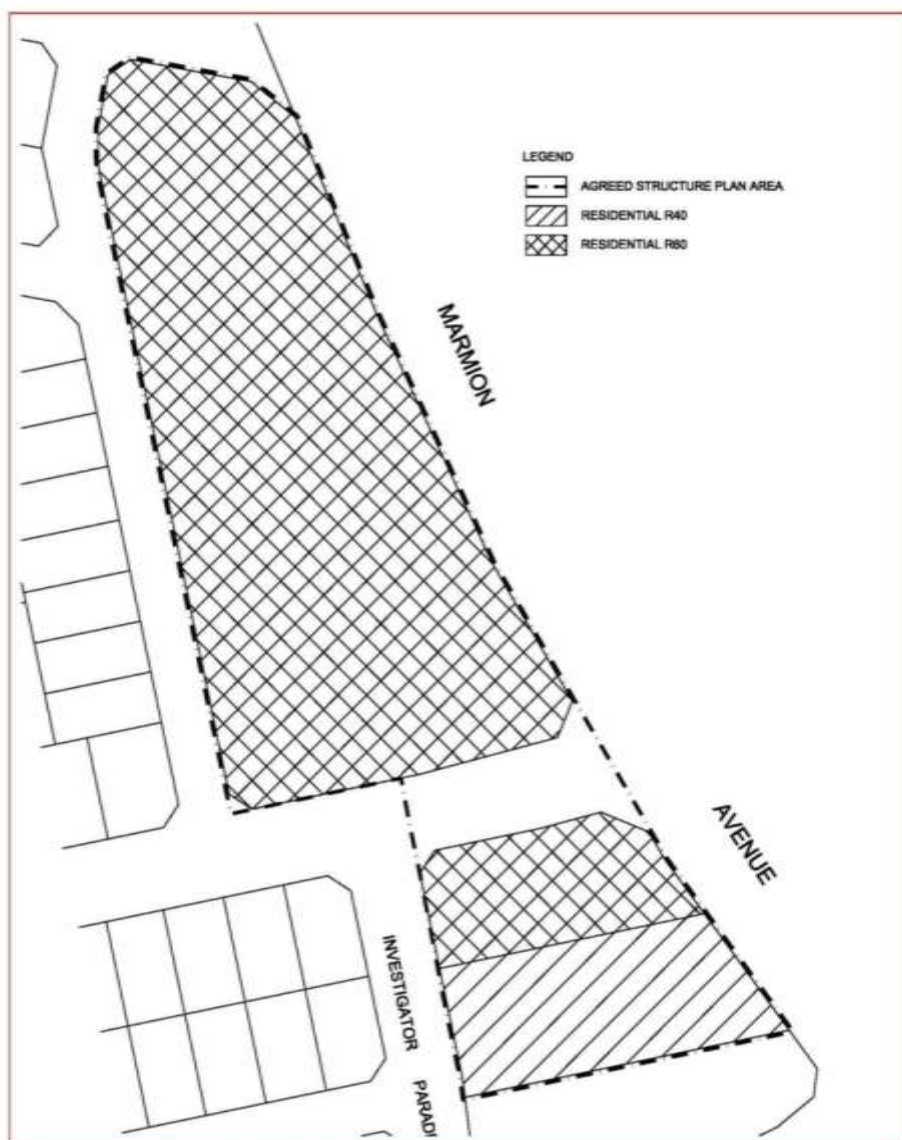 LEGEND
AGREED STRUCTURE PLAN AREA
RESIDENTIAL R40
RESIDENTIAL R60
MARMION
AVENUE
INVESTIGATOR